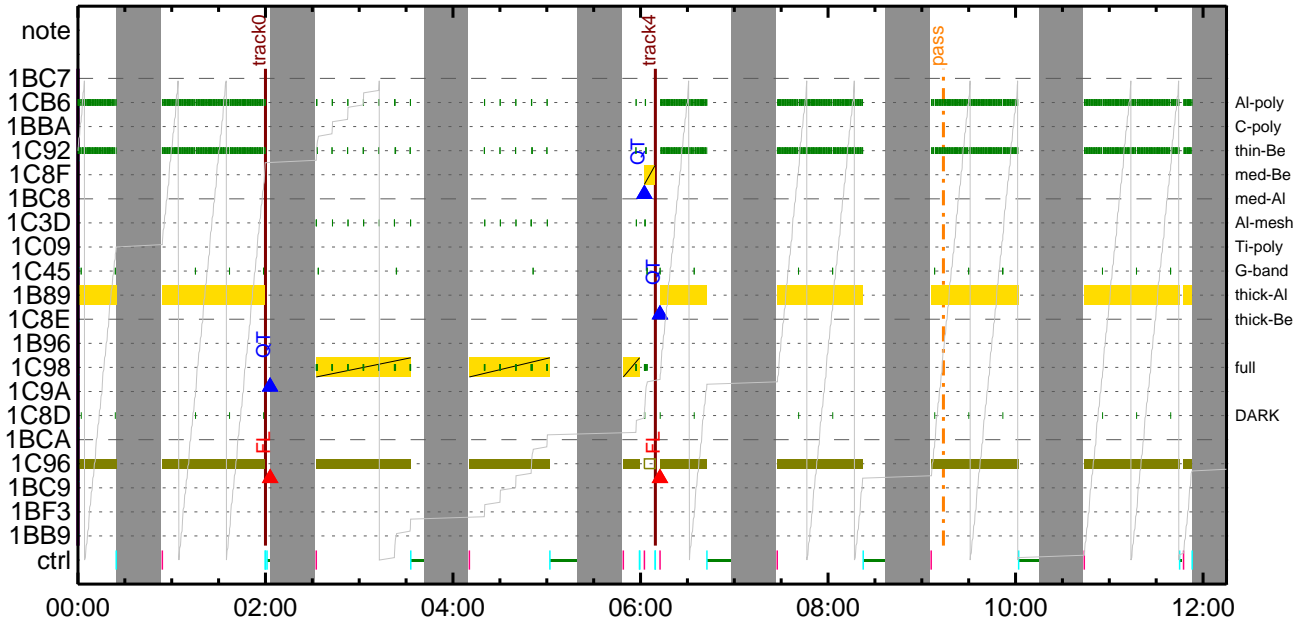 note
track0
track4
pass
1BC7
1CB6 Al-poly
1BBA C-poly
1C92 thin-Be
QT
1C8F med-Be
1BC8 med-Al
1C3D Al-mesh
1C09 Ti-poly
1C45 G-band
QT
1B89 thick-Al
1C8E thick-Be
1B96
QT
1C98 full
1C9A
1C8D DARK
1BCA
FL
FL
1C96
1BC9
1BF3
1BB9
ctrl
00:00 02:00 04:00 06:00 08:00 10:00 12:00